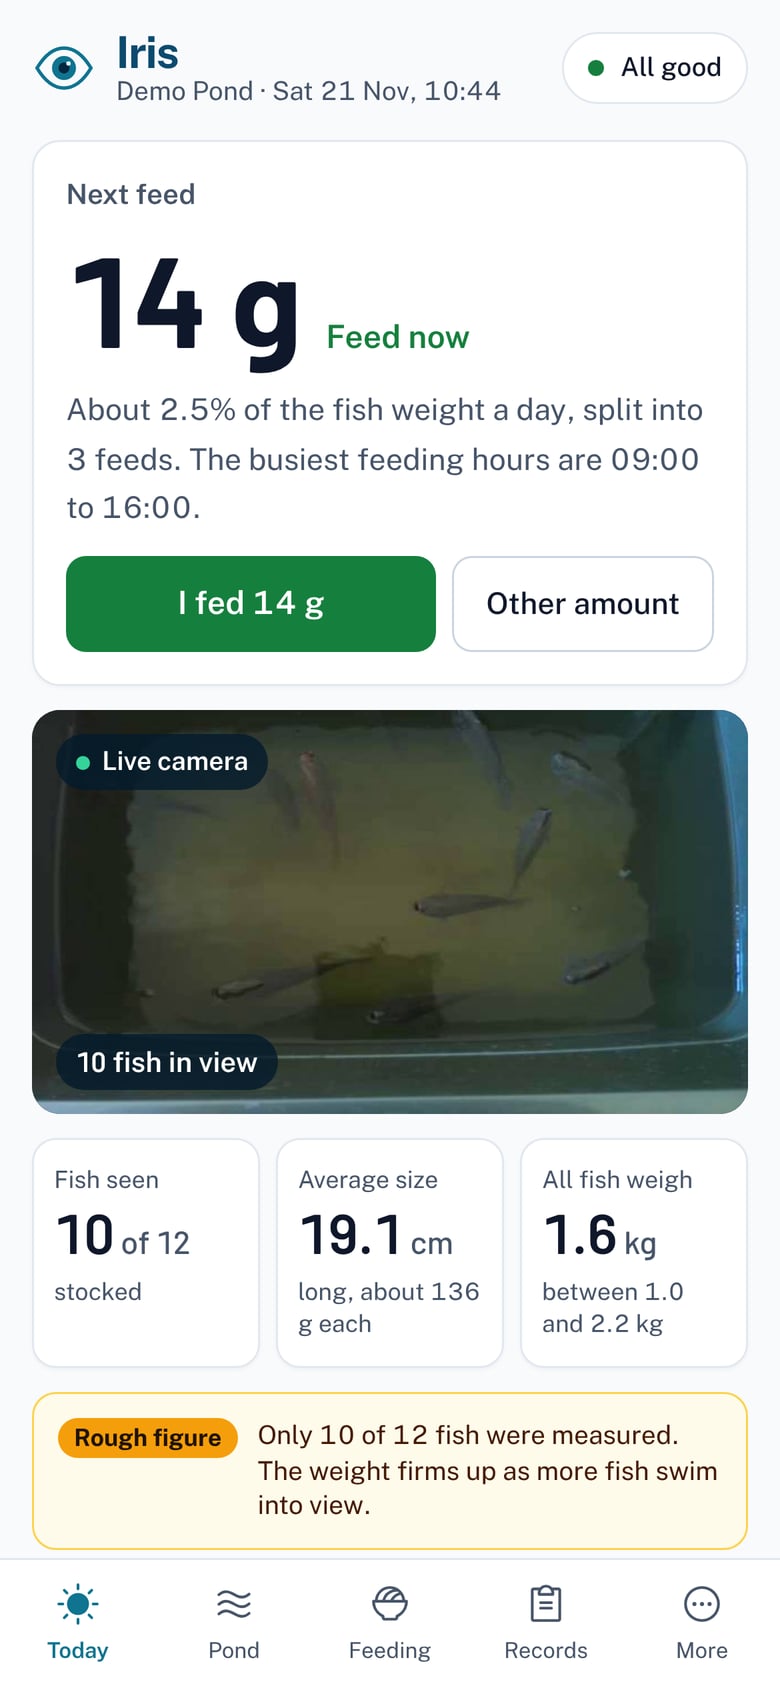 Iris
Demo Pond · Sat 21 Nov, 10:44
All good
Next feed
14 g
Feed now
About 2.5% of the fish weight a day, split into
3 feeds. The busiest feeding hours are 09:00
to 16:00.
I fed 14 g
Other amount
Live camera
10 fish in view
Fish seen
10 of 12
stocked
Average size
19.1 cm
long, about 136
g each
All fish weigh
1.6 kg
between 1.0
and 2.2 kg
Rough figure
Only 10 of 12 fish were measured.
The weight firms up as more fish swim
into view.
Today
Pond
Feeding
Records
More